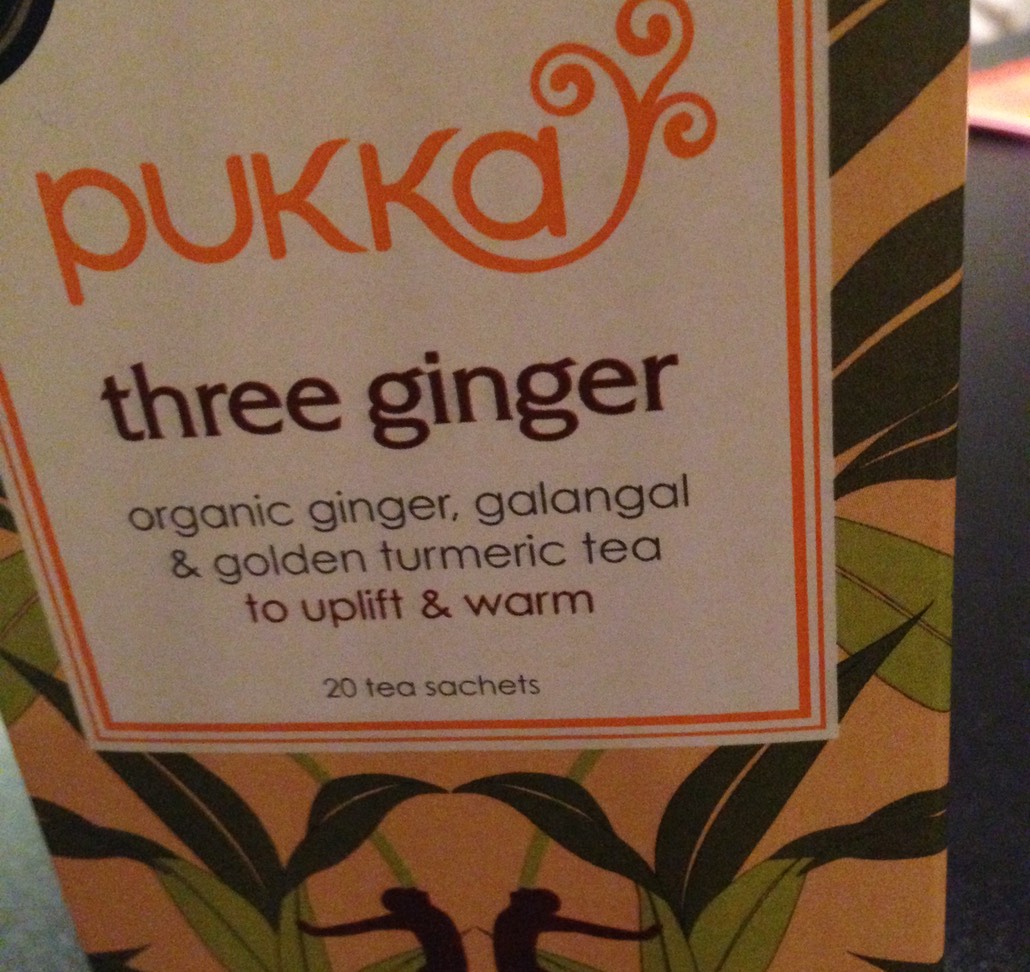 pukka
three ginger
organic ginger, galangal
& golden turmeric tea
to uplift & warm
20 tea sachets